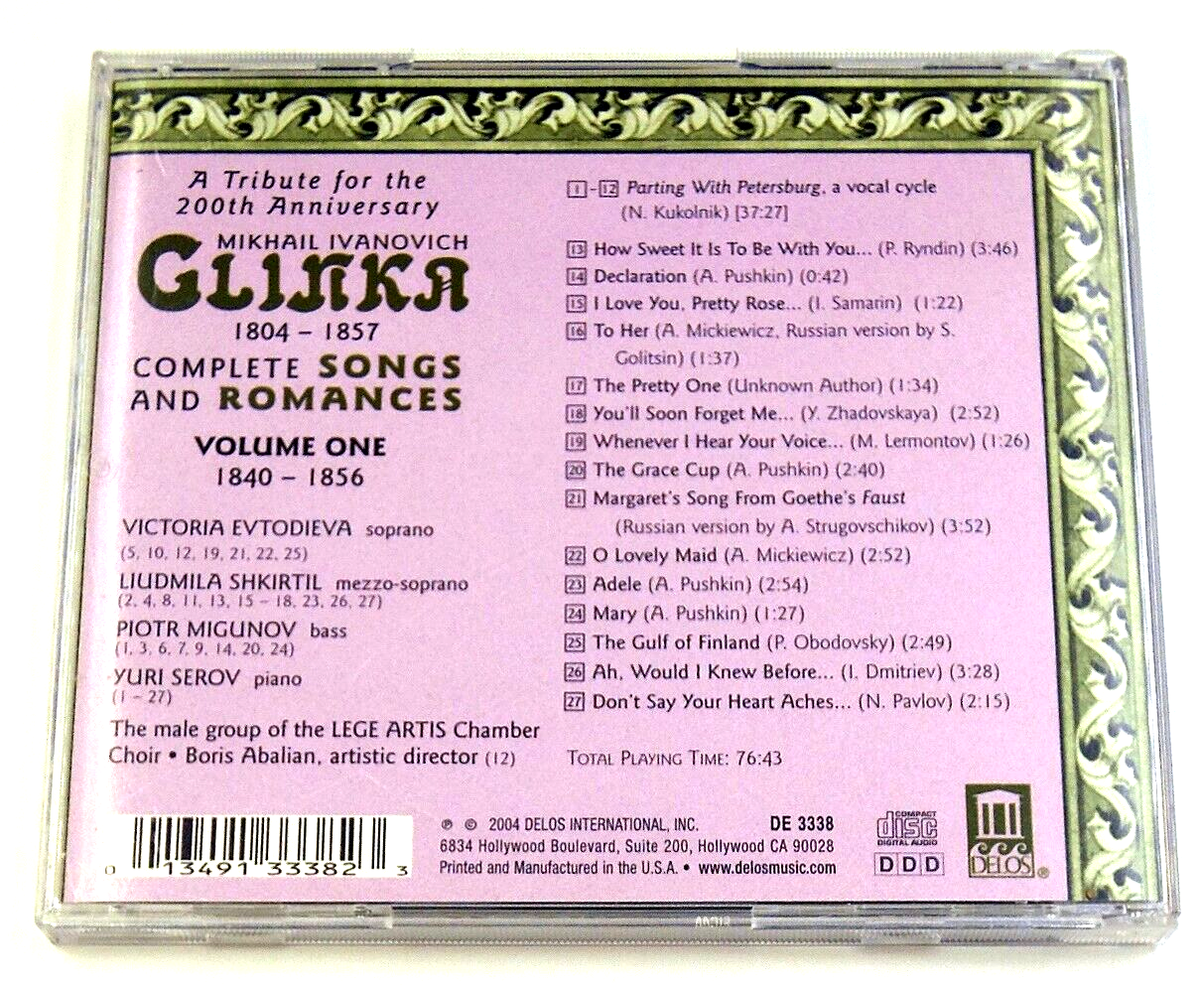 A Tribute for the
200th Anniversary
MIKHAIL IVANOVICH
GLINKA
1804 – 1857
COMPLETE SONGS
AND ROMANCES
VOLUME ONE
1840 – 1856
VICTORIA EVTODIEVA soprano
(5, 10, 12, 19, 21, 22, 25)
LIUDMILA SHKIRTIL mezzo-soprano
(2, 4, 8, 11, 13, 15 – 18, 23, 26, 27)
PIOTR MIGUNOV bass
(1, 3, 6, 7, 9, 14, 20, 24)
YURI SEROV piano
(1 – 27)
The male group of the LEGE ARTIS Chamber
Choir • Boris Abalian, artistic director (12)
1-12 Parting With Petersburg, a vocal cycle
(N. Kukolnik) [37:27]
13 How Sweet It Is To Be With You... (P. Ryndin) (3:46)
14 Declaration (A. Pushkin) (0:42)
15 I Love You, Pretty Rose... (I. Samarin) (1:22)
16 To Her (A. Mickiewicz, Russian version by S.
Golitsin) (1:37)
17 The Pretty One (Unknown Author) (1:34)
18 You'll Soon Forget Me... (Y. Zhadovskaya) (2:52)
19 Whenever I Hear Your Voice... (M. Lermontov) (1:26)
20 The Grace Cup (A. Pushkin) (2:40)
21 Margaret's Song From Goethe's Faust
(Russian version by A. Strugovschikov) (3:52)
22 O Lovely Maid (A. Mickiewicz) (2:52)
23 Adele (A. Pushkin) (2:54)
24 Mary (A. Pushkin) (1:27)
25 The Gulf of Finland (P. Obodovsky) (2:49)
26 Ah, Would I Knew Before... (I. Dmitriev) (3:28)
27 Don't Say Your Heart Aches... (N. Pavlov) (2:15)
TOTAL PLAYING TIME: 76:43
0 13491 33382 3
℗ © 2004 DELOS INTERNATIONAL, INC. DE 3338
6834 Hollywood Boulevard, Suite 200, Hollywood CA 90028
Printed and Manufactured in the U.S.A. • www.delosmusic.com
COMPACT
disc
DIGITAL AUDIO
DDD
DELOS ®